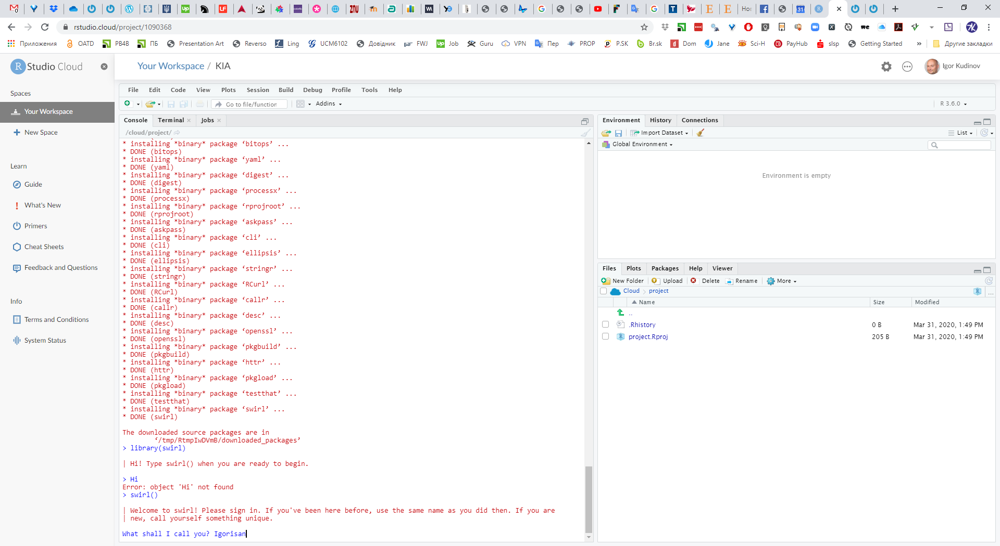 Ho
31
rstudio.cloud/project/1090368
Приложения
OATD
PB4B
ПБ
Presentation Art
Reverso
Ling
UCM6102
Довідник
FWJ
Job
Guru
VPN
Пер
PROP
P.SK
Br.sk
Dom
Jane
Sci-H
PayHub
slsp
Getting Started
»
Другие закладки
R Studio Cloud
Your Workspace / KIA
Igor Kudinov
Spaces
Your Workspace
New Space
Learn
Guide
What's New
Primers
Cheat Sheets
Feedback and Questions
Info
Terms and Conditions
System Status
File Edit Code View Plots Session Build Debug Profile Tools Help
Go to file/function
Addins
R 3.6.0
Console Terminal Jobs
/cloud/project/
* installing *binary* package ‘bitops’ ...
* DONE (bitops)
* installing *binary* package ‘yaml’ ...
* DONE (yaml)
* installing *binary* package ‘digest’ ...
* DONE (digest)
* installing *binary* package ‘processx’ ...
* DONE (processx)
* installing *binary* package ‘rprojroot’ ...
* DONE (rprojroot)
* installing *binary* package ‘askpass’ ...
* DONE (askpass)
* installing *binary* package ‘cli’ ...
* DONE (cli)
* installing *binary* package ‘ellipsis’ ...
* DONE (ellipsis)
* installing *binary* package ‘stringr’ ...
* DONE (stringr)
* installing *binary* package ‘RCurl’ ...
* DONE (RCurl)
* installing *binary* package ‘callr’ ...
* DONE (callr)
* installing *binary* package ‘desc’ ...
* DONE (desc)
* installing *binary* package ‘openssl’ ...
* DONE (openssl)
* installing *binary* package ‘pkgbuild’ ...
* DONE (pkgbuild)
* installing *binary* package ‘httr’ ...
* DONE (httr)
* installing *binary* package ‘pkgload’ ...
* DONE (pkgload)
* installing *binary* package ‘testthat’ ...
* DONE (testthat)
* installing *binary* package ‘swirl’ ...
* DONE (swirl)
The downloaded source packages are in
‘/tmp/RtmpIwDVmB/downloaded_packages’
> library(swirl)
| Hi! Type swirl() when you are ready to begin.
> Hi
Error: object 'Hi' not found
> swirl()
| Welcome to swirl! Please sign in. If you've been here before, use the same name as you did then. If you are
| new, call yourself something unique.
What shall I call you? Igorisan
Environment History Connections
Import Dataset
List
Global Environment
Environment is empty
Files Plots Packages Help Viewer
New Folder Upload Delete Rename More
Cloud > project
...
Name Size Modified
..
.Rhistory 0 B Mar 31, 2020, 1:49 PM
project.Rproj 205 B Mar 31, 2020, 1:49 PM